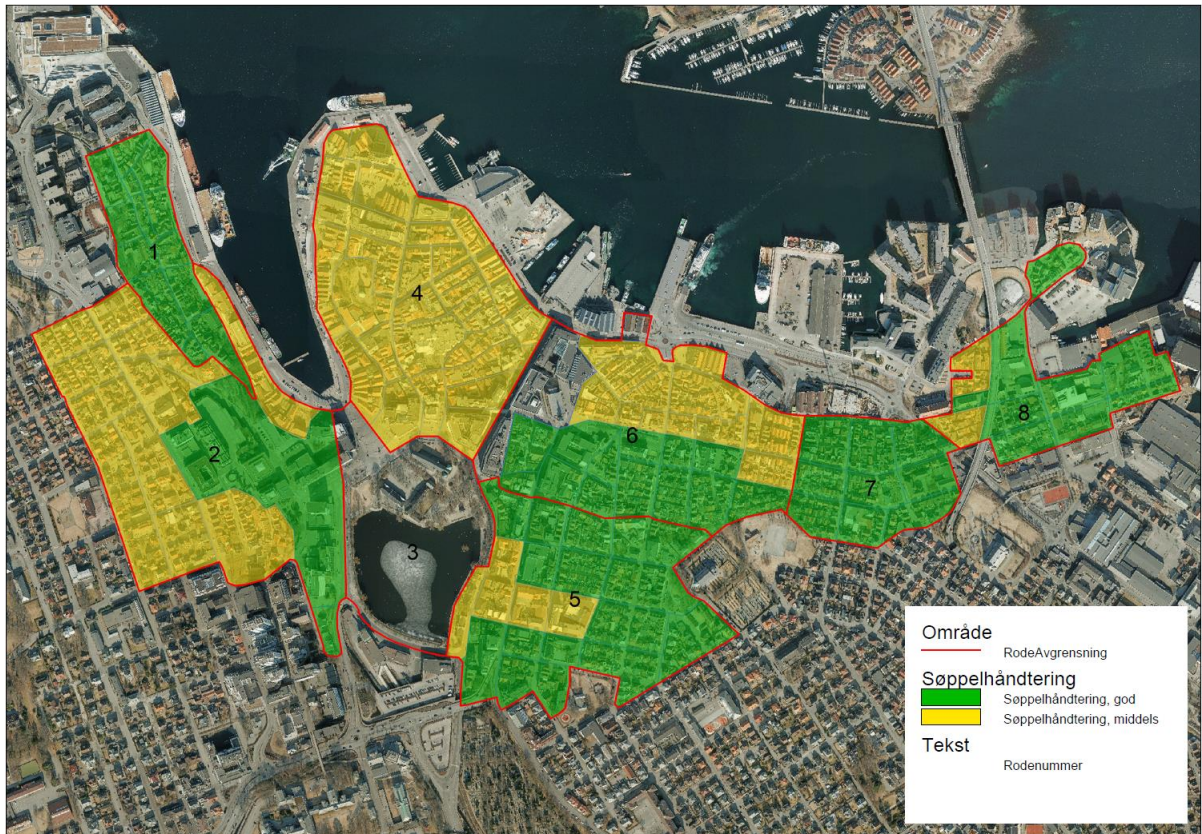 1
4
2
6
8
7
3
5
Område
RodeAvgrensning
Søppelhåndtering
Søppelhåndtering, god
Søppelhåndtering, middels
Tekst
Rodenummer